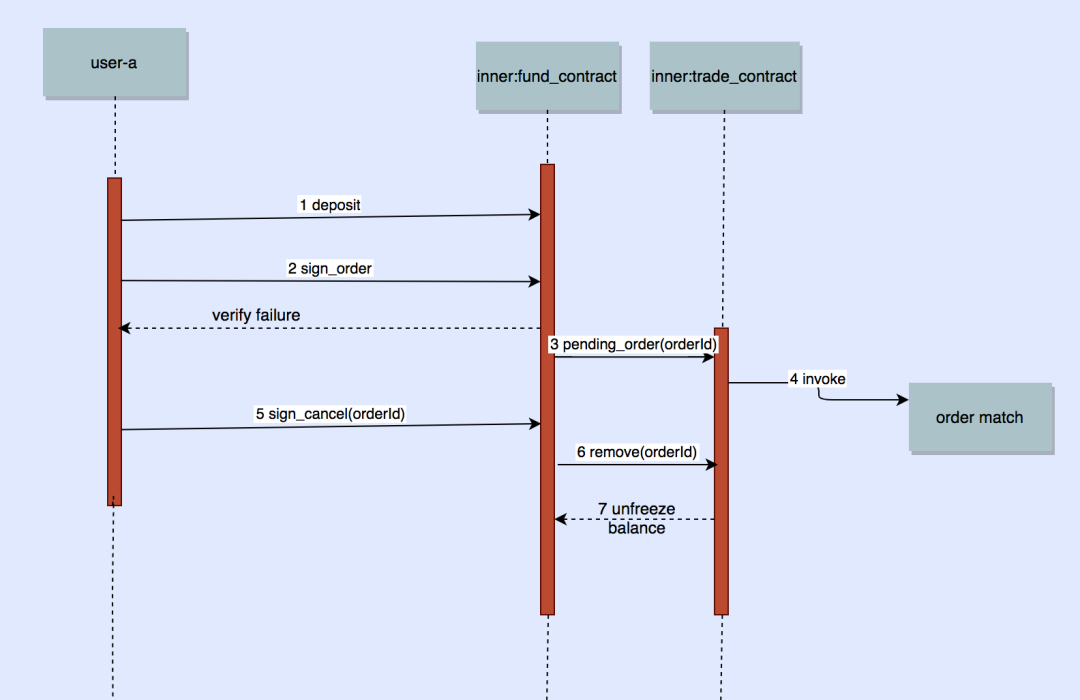 user-a
inner:fund_contract
inner:trade_contract
1 deposit
2 sign_order
verify failure
3 pending_order(orderId)
4 invoke
order match
5 sign_cancel(orderId)
6 remove(orderId)
7 unfreeze
balance